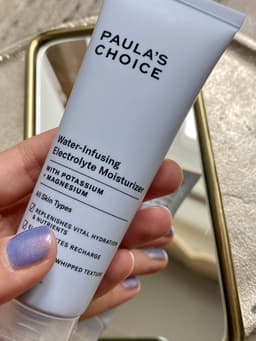 PAULA'S
CHOICE
Water-Infusing
Electrolyte Moisturizer
WITH POTASSIUM
+ MAGNESIUM
All Skin Types
REPLENISHES VITAL HYDRATION
& NUTRIENTS
RECHARGE
WHIPPED TEXTURE